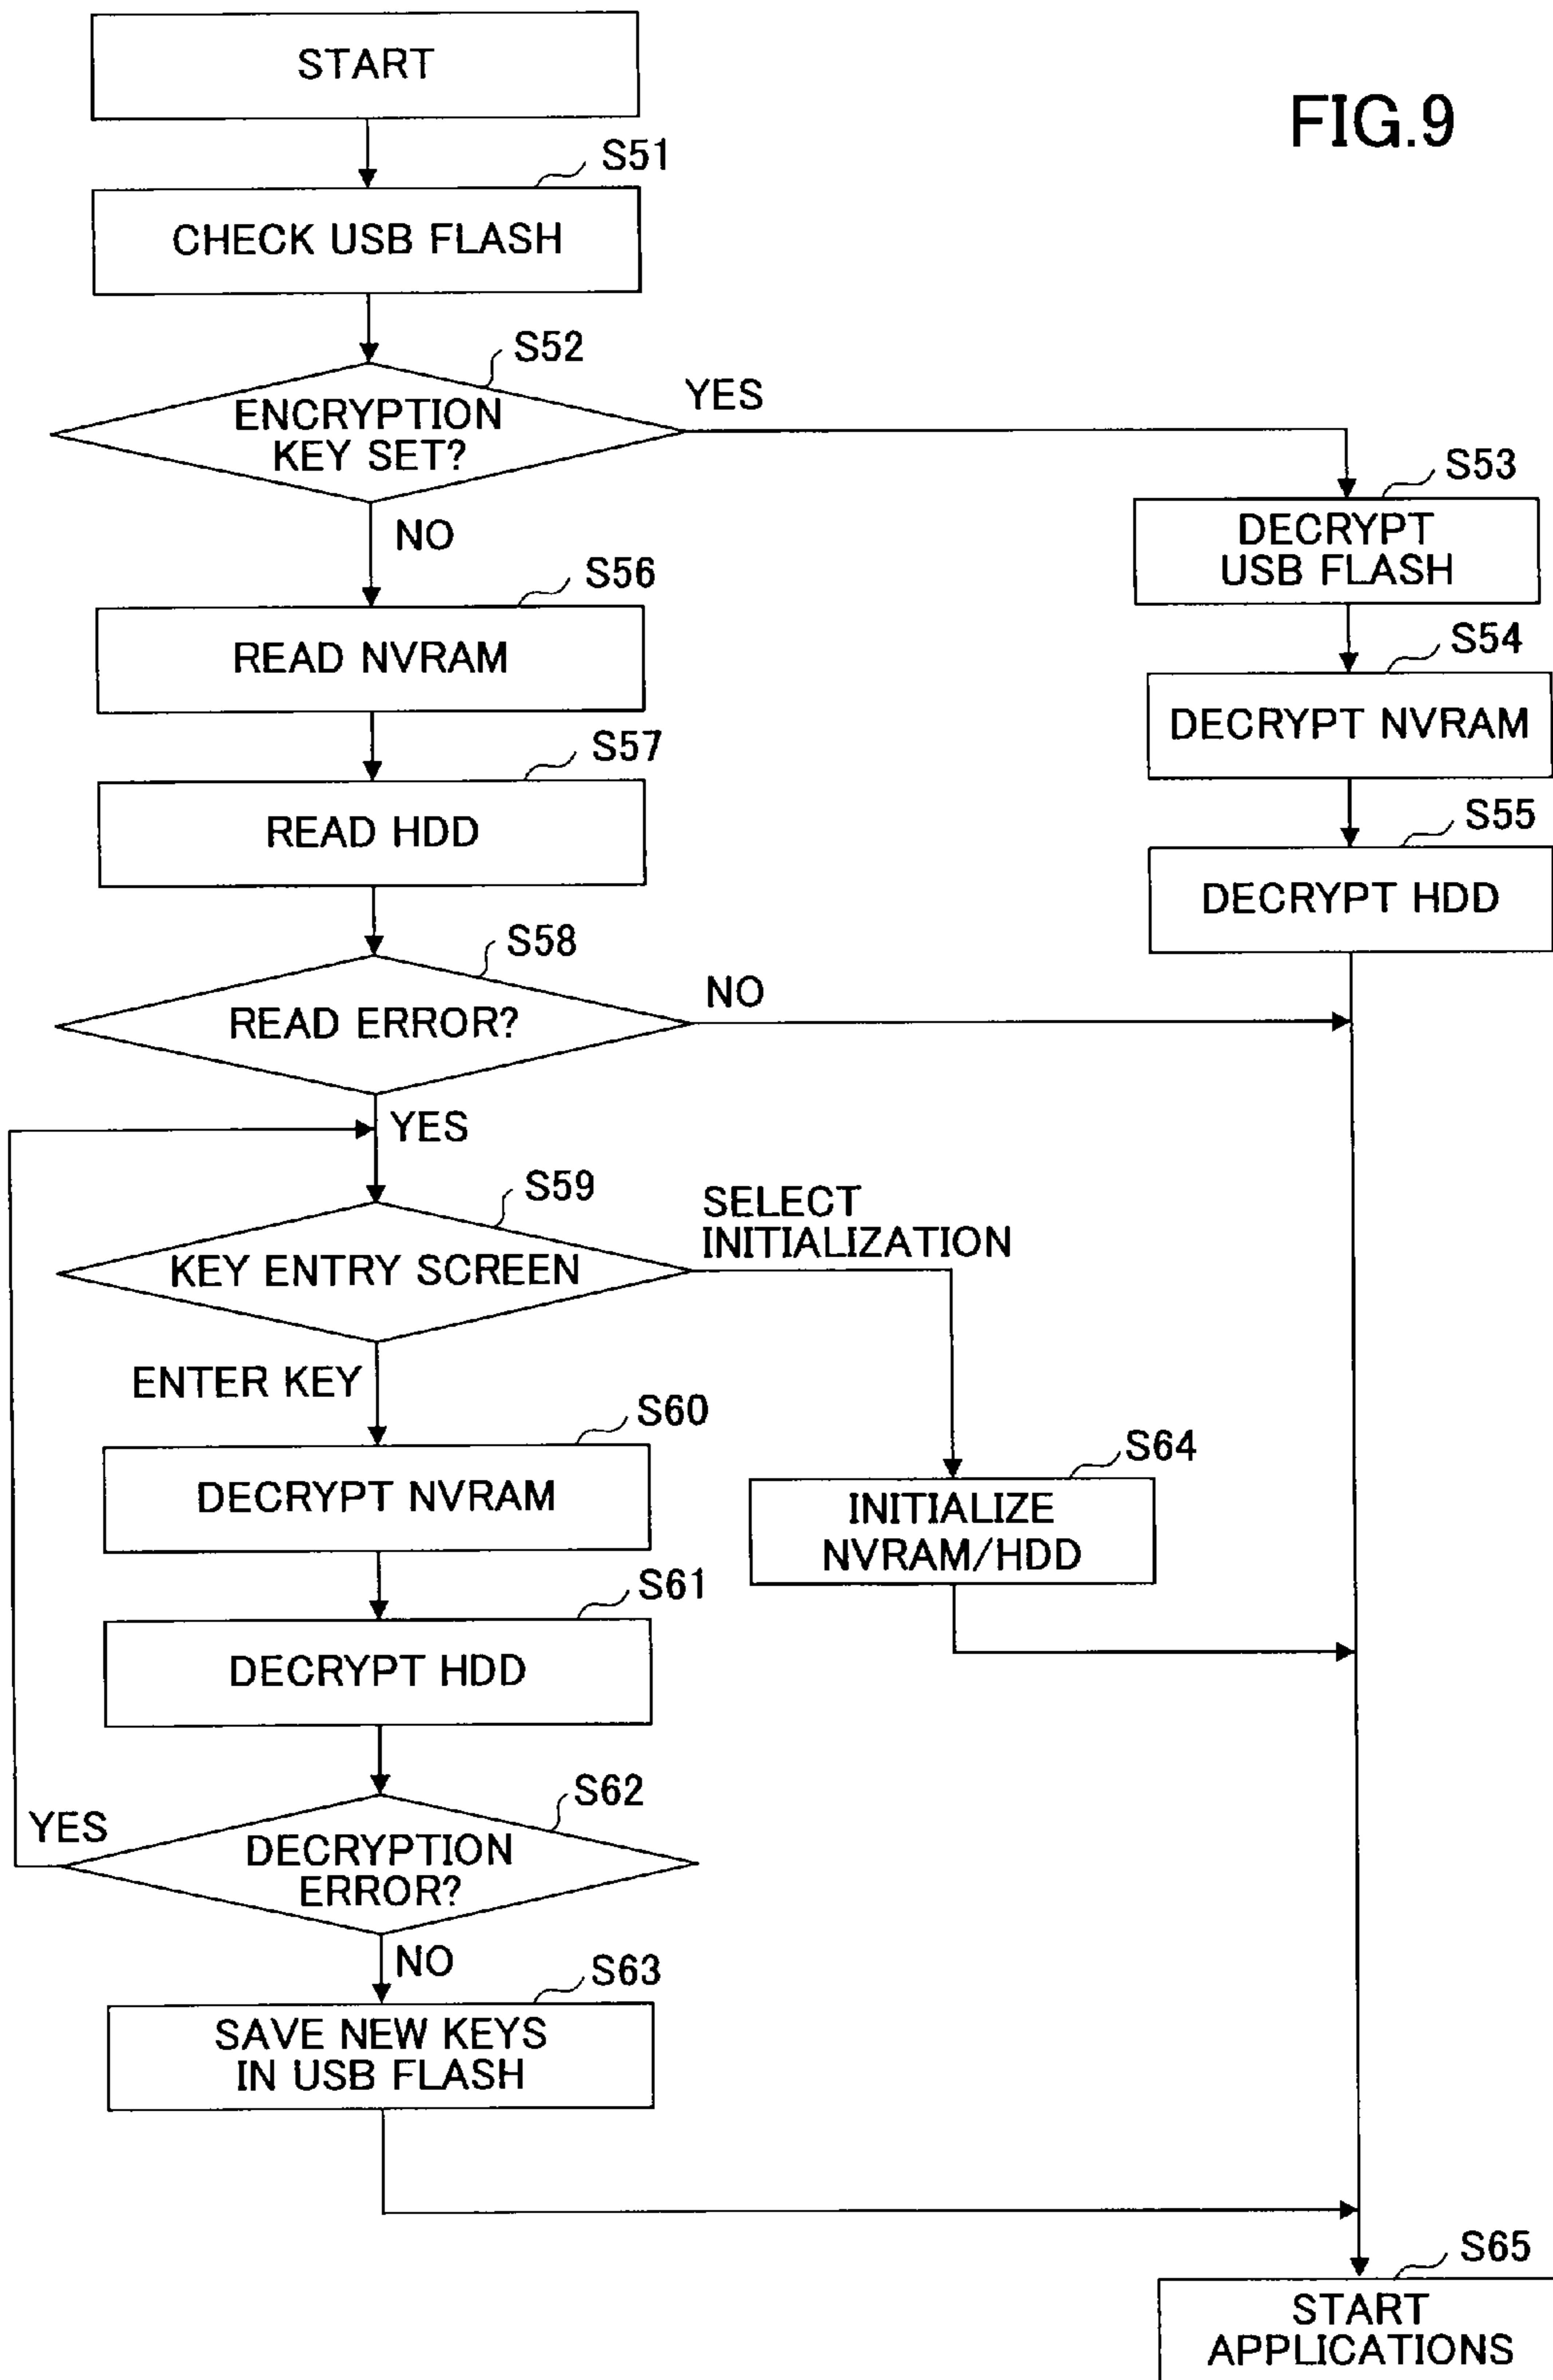 START
FIG.9
S51
CHECK USB FLASH
S52
ENCRYPTION
KEY SET?
YES
NO
S53
DECRYPT
USB FLASH
S54
DECRYPT NVRAM
S55
DECRYPT HDD
S56
READ NVRAM
S57
READ HDD
S58
READ ERROR?
NO
YES
S59
KEY ENTRY SCREEN
SELECT
INITIALIZATION
ENTER KEY
S60
DECRYPT NVRAM
S64
INITIALIZE
NVRAM/HDD
S61
DECRYPT HDD
S62
YES
DECRYPTION
ERROR?
NO
S63
SAVE NEW KEYS
IN USB FLASH
S65
START
APPLICATIONS